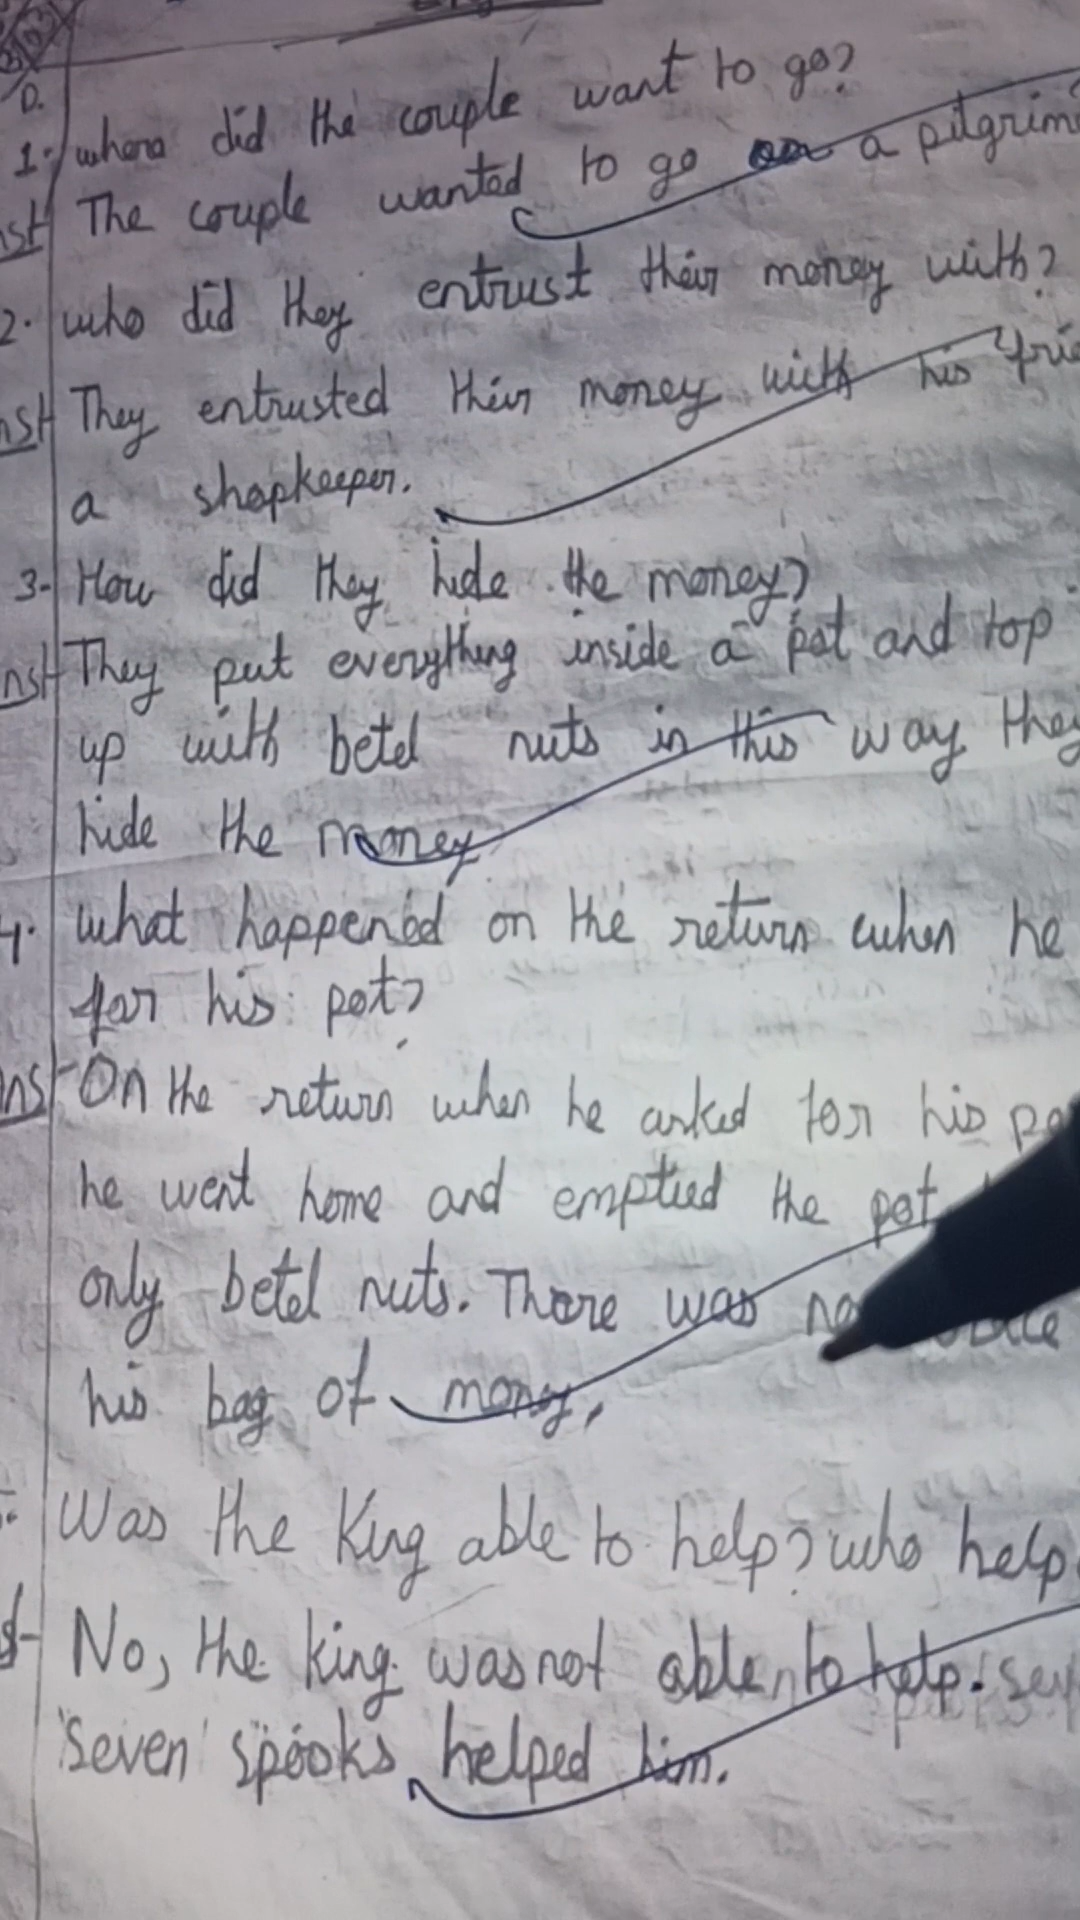 D.
1. where did the couple want to go?
The couple wanted to go on a pilgrim
2. who did they entrust their money with?
They entrusted their money with his frie
a shopkeeper.
3- How did they hide the money?
They put everything inside a pot and top
up with betel nuts in this way they
hide the money
4. what happened on the return when he
for his pot?
ns- On the return when he asked for his po
he went home and emptied the pot
only betel nuts. There was no
his bag of money,
Was the King able to help? who help
No, the king was not able to help.
'Seven' spooks helped him.